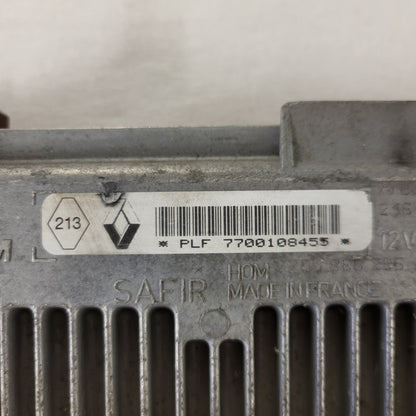 213
* PLF 7700108455 *
M
12V
SAFIR
HOM
MADE IN FRANCE